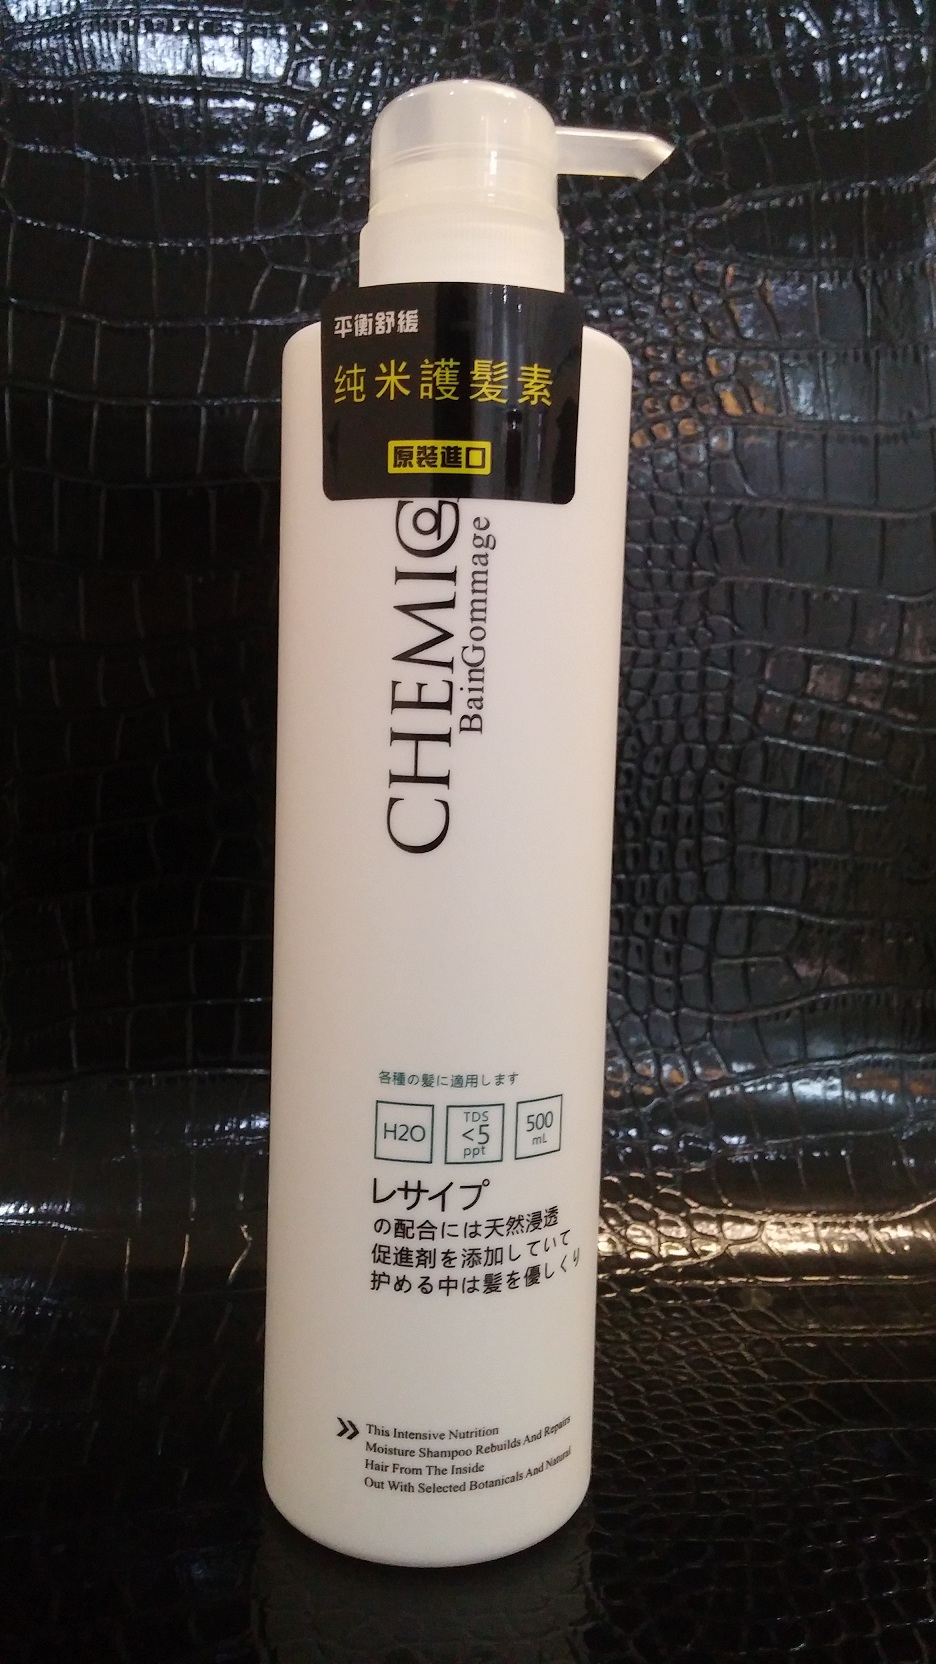 平衡舒緩
纯米護髮素
原裝進口
CHEMI
BainGommage
各種の髪に適用します
H2O
TDS
<5
ppt
500
mL
レサイプ
の配合には天然浸透
促進剤を添加していて
护める中は髪を優しくり
This Intensive Nutrition
Moisture Shampoo Rebuilds And Repairs
Hair From The Inside
Out With Selected Botanicals And Natural